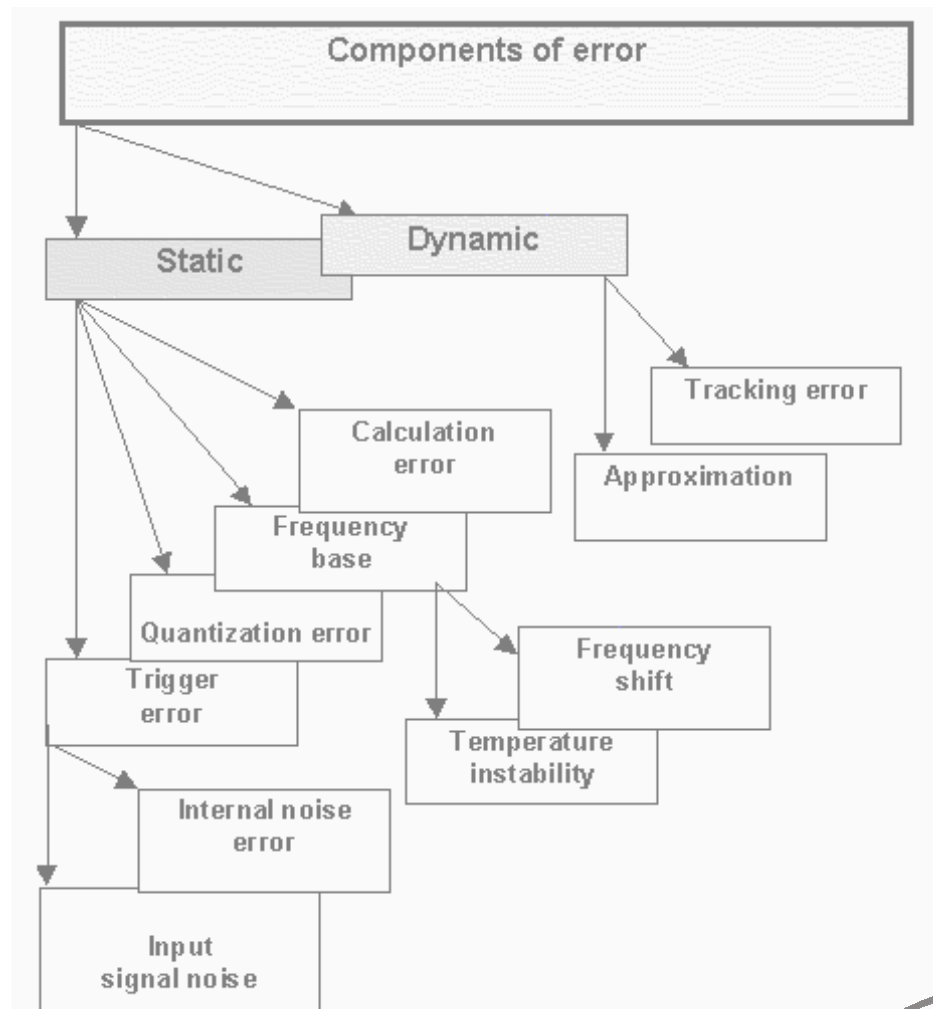 Components of error
Dynamic
Static
Tracking error
Calculation
error
Approximation
Frequency
base
Quantization error
Frequency
shift
Trigger
error
Temperature
instability
Internal noise
error
Input
signal noise